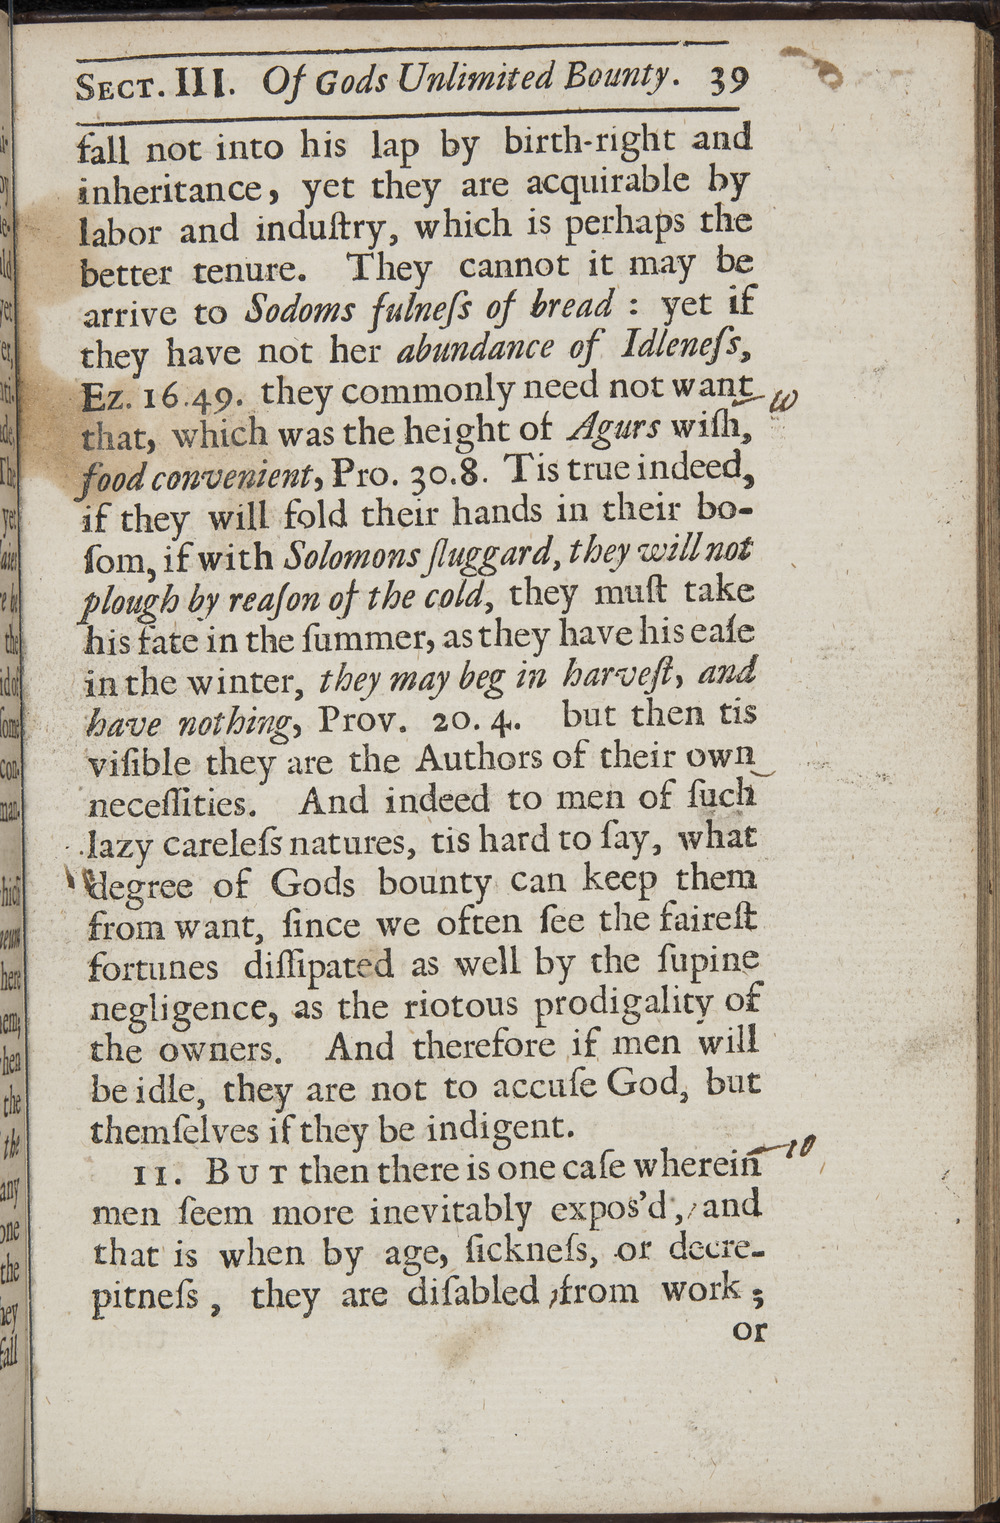 SECT. III. Of Gods Unlimited Bounty. 39
fall not into his lap by birth-right and
inheritance, yet they are acquirable by
labor and induſtry, which is perhaps the
better tenure. They cannot it may be
arrive to Sodoms fulneſs of bread : yet if
they have not her abundance of Idleneſs,
Ez. 16.49. they commonly need not want
that, which was the height of Agurs wiſh,
food convenient, Pro. 30.8. Tis true indeed,
if they will fold their hands in their bo-
ſom, if with Solomons ſluggard, they will not
plough by reaſon of the cold, they muſt take
his fate in the ſummer, as they have his eaſe
in the winter, they may beg in harveſt, and
have nothing, Prov. 20. 4. but then tis
viſible they are the Authors of their own
neceſſities. And indeed to men of ſuch
lazy careleſs natures, tis hard to ſay, what
degree of Gods bounty can keep them
from want, ſince we often ſee the faireſt
fortunes diſſipated as well by the ſupine
negligence, as the riotous prodigality of
the owners. And therefore if men will
be idle, they are not to accuſe God, but
themſelves if they be indigent.
11. BUT then there is one caſe wherein
men ſeem more inevitably expos'd, and
that is when by age, ſickneſs, or decre-
pitneſs, they are diſabled from work;
or